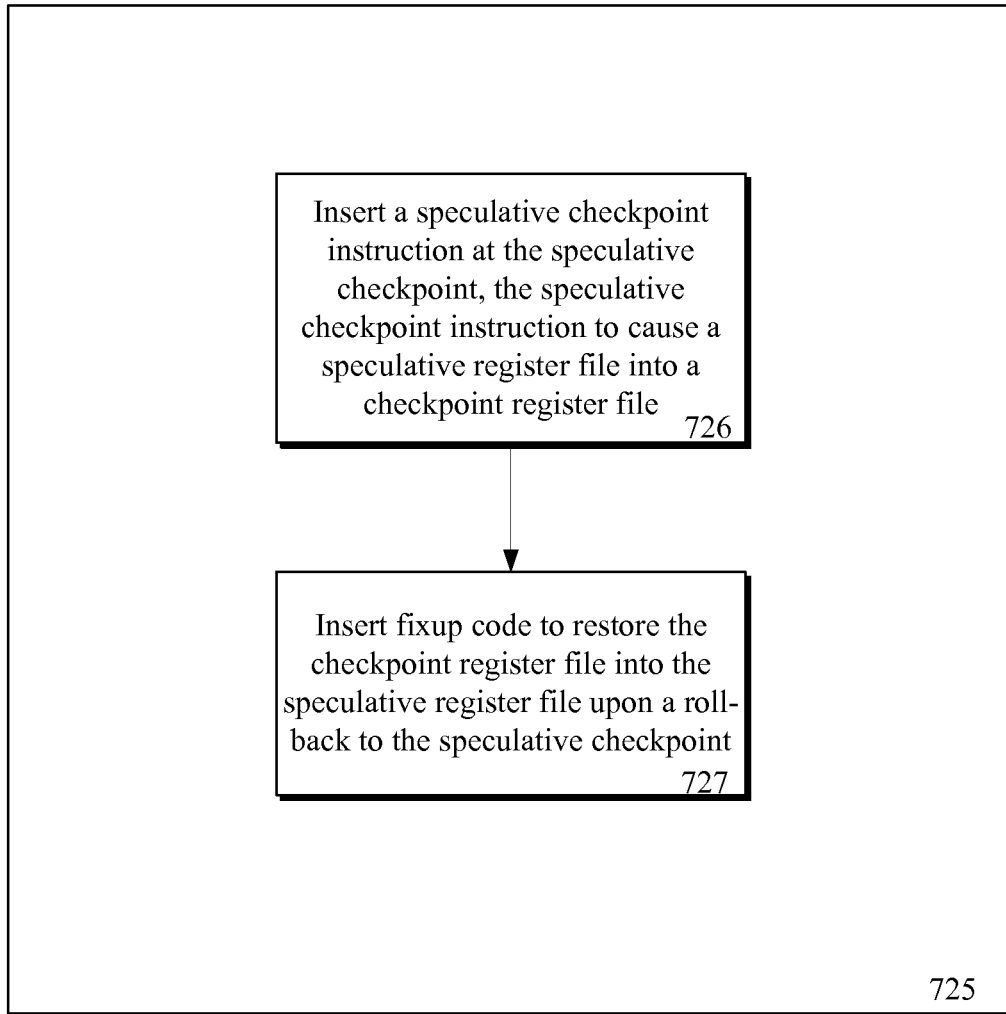 Insert a speculative checkpoint
instruction at the speculative
checkpoint, the speculative
checkpoint instruction to cause a
speculative register file into a
checkpoint register file
726
Insert fixup code to restore the
checkpoint register file into the
speculative register file upon a roll-
back to the speculative checkpoint
727
725